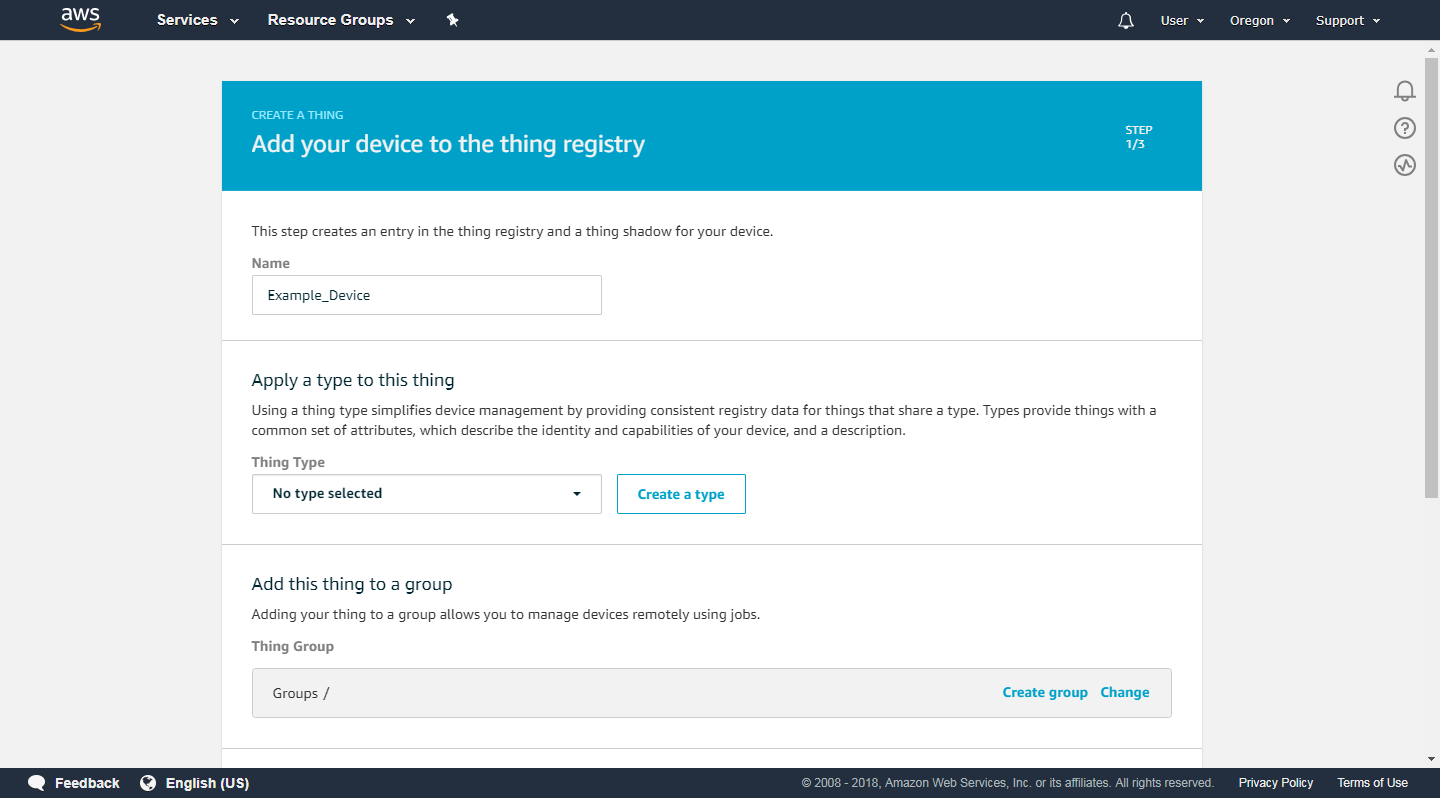 aws
Services
Resource Groups
User
Oregon
Support
CREATE A THING
Add your device to the thing registry
STEP
1/3
This step creates an entry in the thing registry and a thing shadow for your device.
Name
Example_Device
Apply a type to this thing
Using a thing type simplifies device management by providing consistent registry data for things that share a type. Types provide things with a
common set of attributes, which describe the identity and capabilities of your device, and a description.
Thing Type
No type selected
Create a type
Add this thing to a group
Adding your thing to a group allows you to manage devices remotely using jobs.
Thing Group
Groups /
Create group
Change
Feedback
English (US)
© 2008 - 2018, Amazon Web Services, Inc. or its affiliates. All rights reserved.
Privacy Policy
Terms of Use